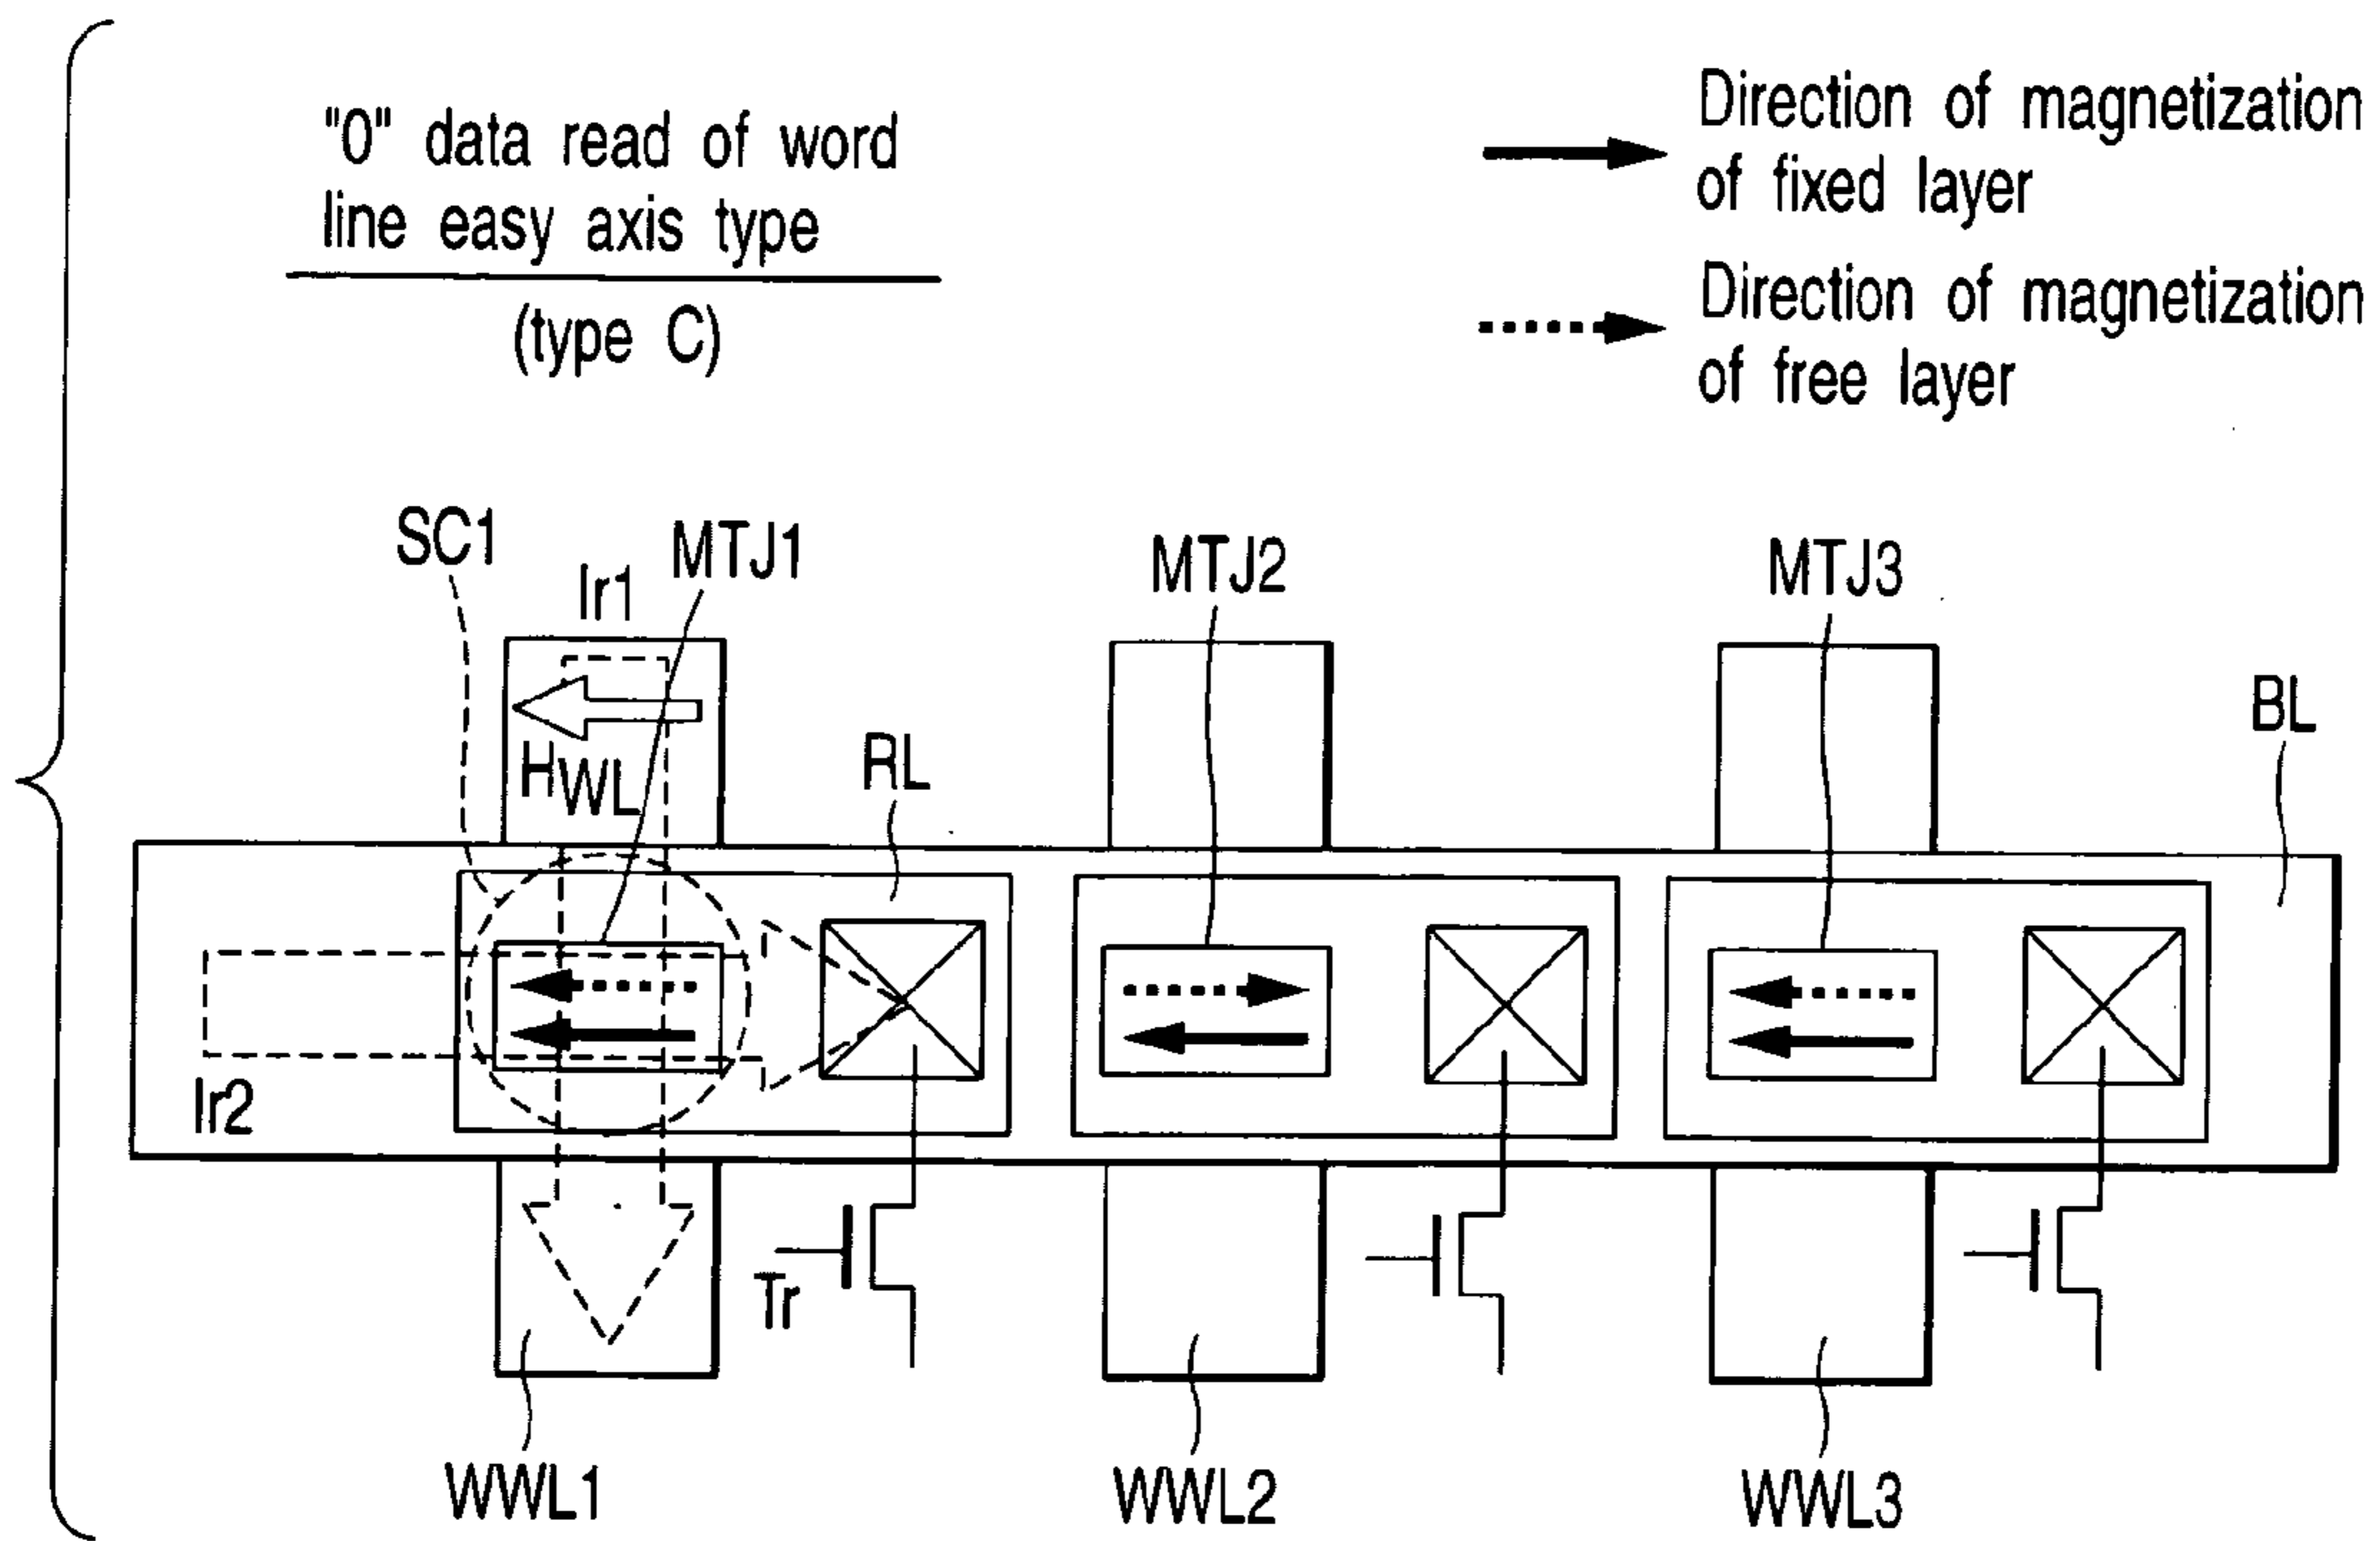 "0" data read of word
line easy axis type
(type C)
Direction of magnetization
of fixed layer
Direction of magnetization
of free layer
SC1
Ir1
MTJ1
MTJ2
MTJ3
HWL
RL
BL
Ir2
Tr
WWL1
WWL2
WWL3